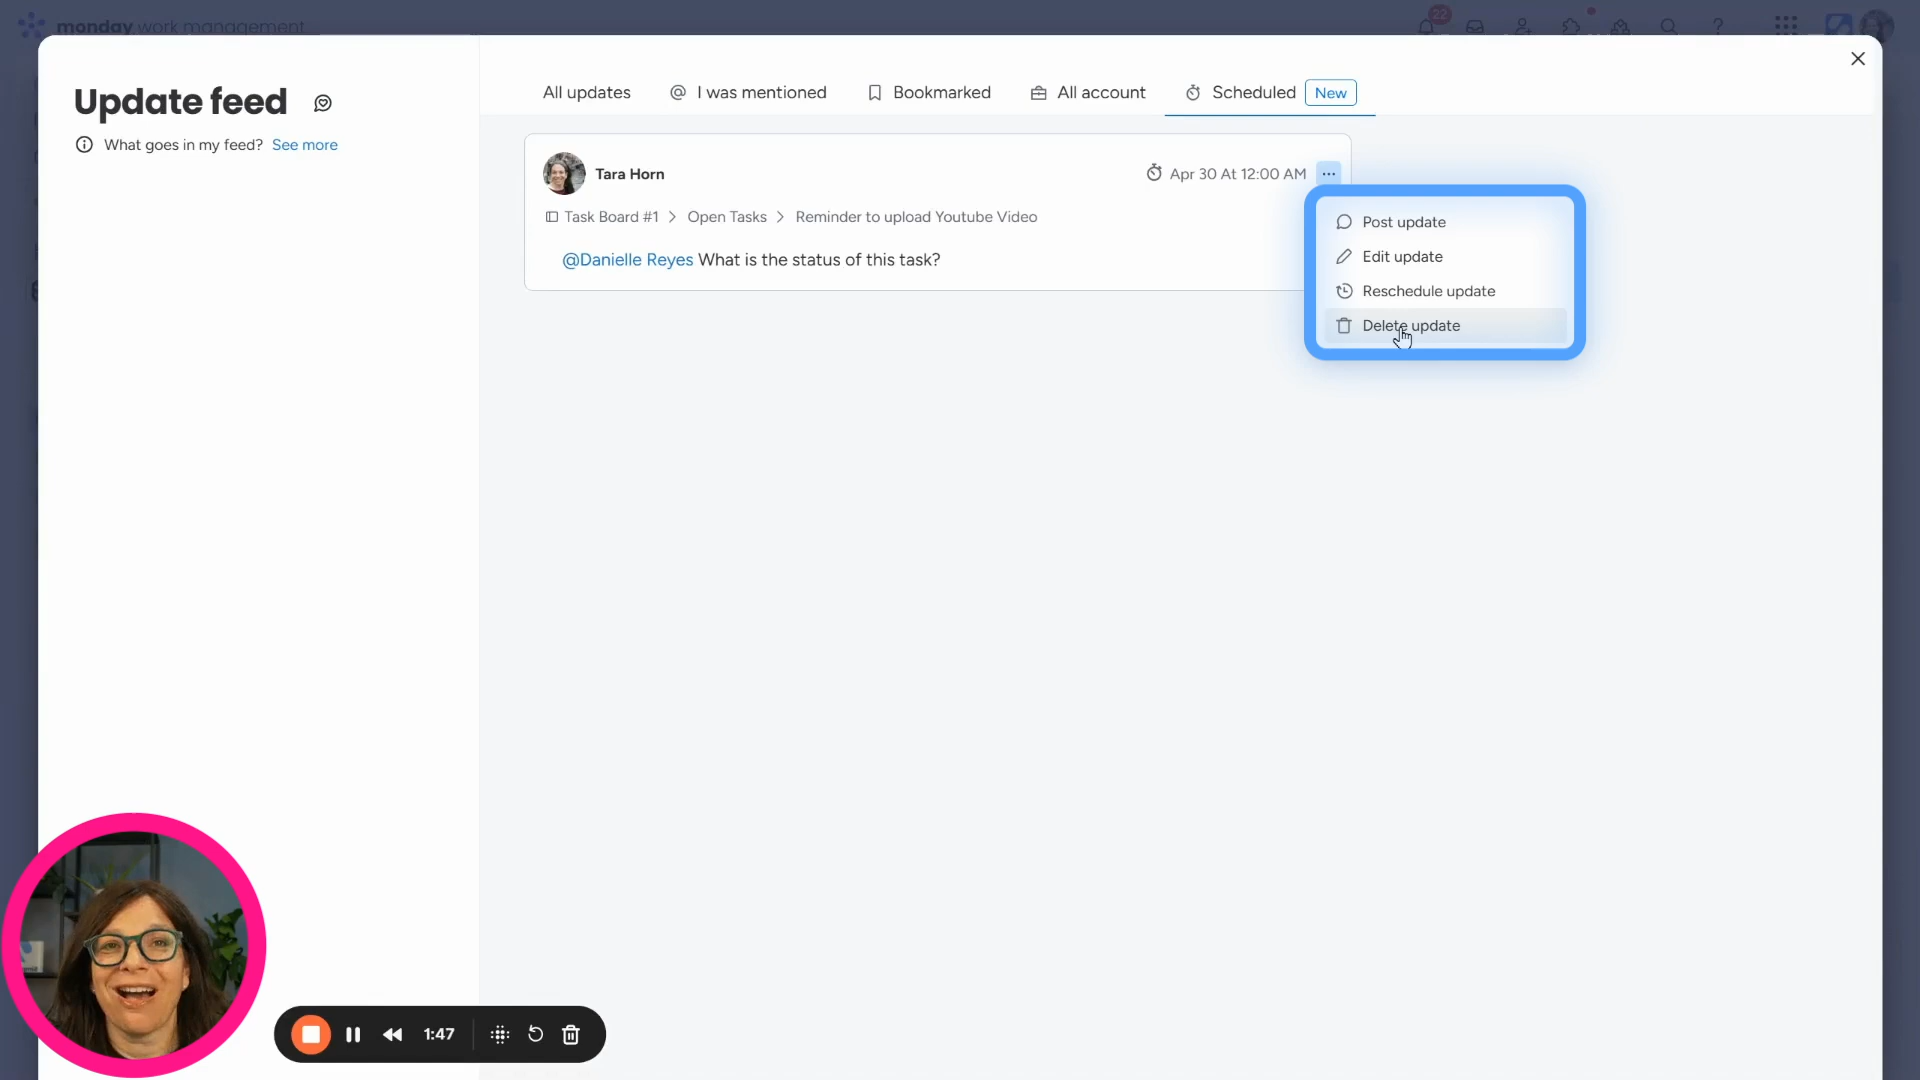 monday work management
22
Update feed
What goes in my feed? See more
All updates
I was mentioned
Bookmarked
All account
Scheduled
New
Tara Horn
Apr 30 At 12:00 AM
Task Board #1 > Open Tasks > Reminder to upload Youtube Video
@Danielle Reyes What is the status of this task?
Post update
Edit update
Reschedule update
Delete update
1:47